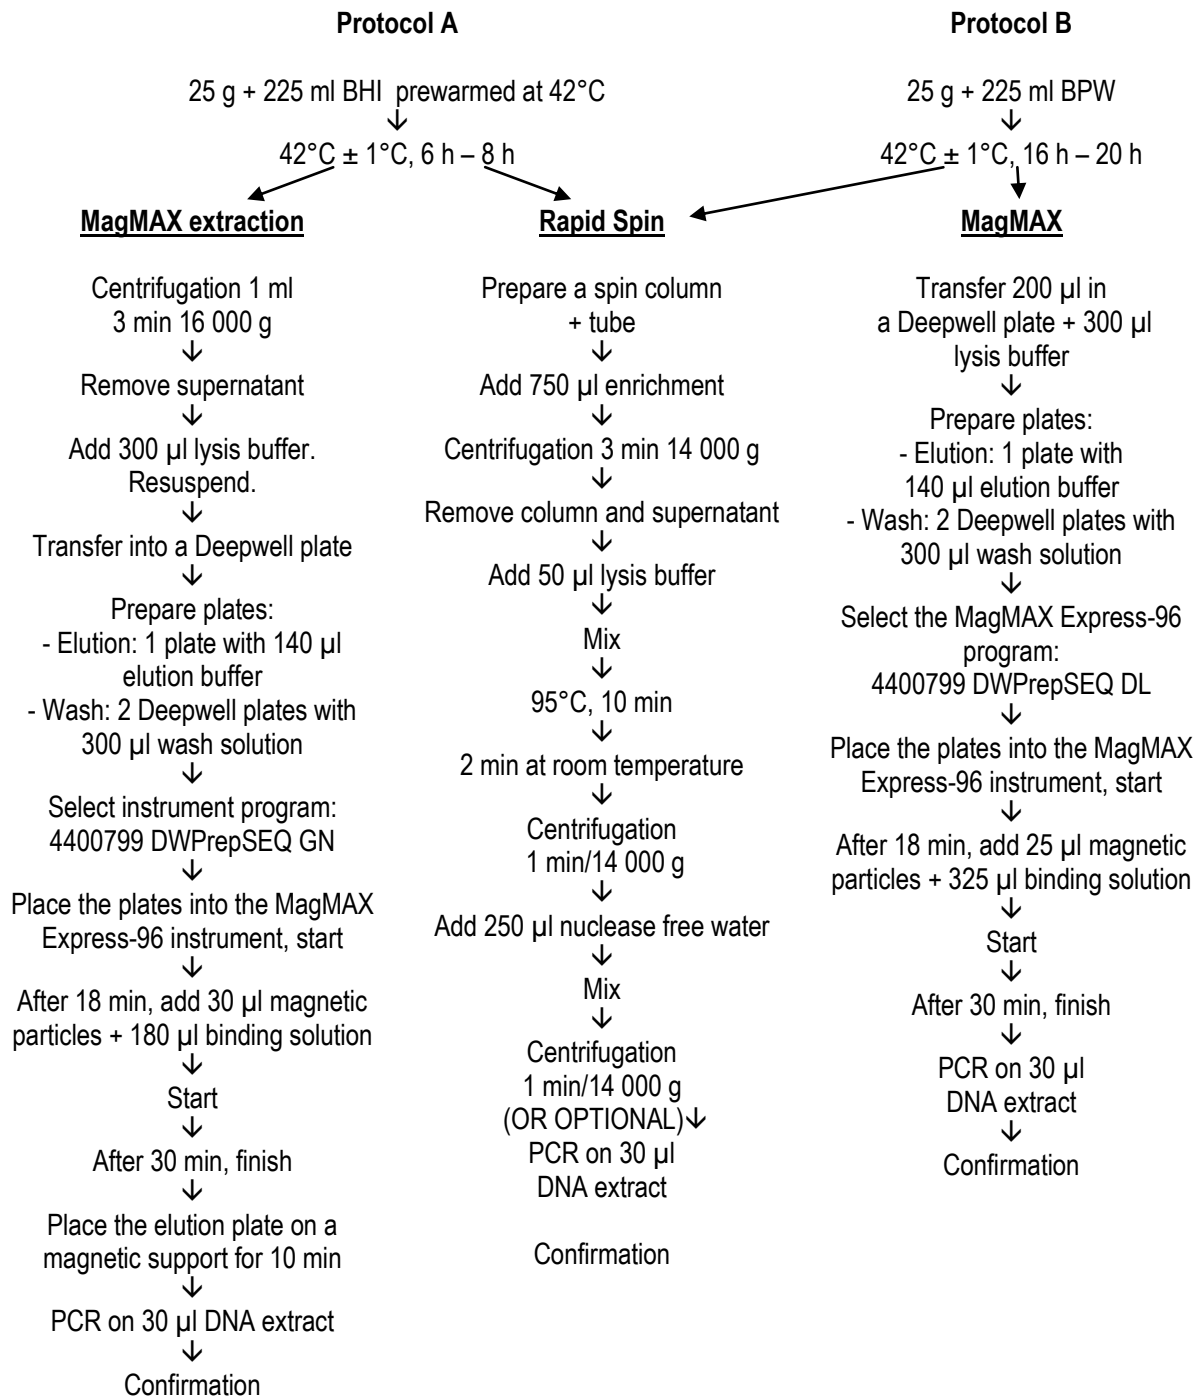 Protocol A
25 g + 225 ml BHI prewarmed at 42°C
↓
42°C ± 1°C, 6 h – 8 h
Protocol B
25 g + 225 ml BPW
↓
42°C ± 1°C, 16 h – 20 h
MagMAX extraction
Centrifugation 1 ml
3 min 16 000 g
↓
Remove supernatant
↓
Add 300 µl lysis buffer.
Resuspend.
↓
Transfer into a Deepwell plate
Prepare plates:
- Elution: 1 plate with 140 µl
elution buffer
- Wash: 2 Deepwell plates with
300 µl wash solution
↓
Select instrument program:
4400799 DWPrepSEQ GN
↓
Place the plates into the MagMAX
Express-96 instrument, start
↓
After 18 min, add 30 µl magnetic
particles + 180 µl binding solution
↓
Start
↓
After 30 min, finish
↓
Place the elution plate on a
magnetic support for 10 min
↓
PCR on 30 µl DNA extract
↓
Confirmation
Rapid Spin
Prepare a spin column
+ tube
↓
Add 750 µl enrichment
↓
Centrifugation 3 min 14 000 g
↓
Remove column and supernatant
↓
Add 50 µl lysis buffer
↓
Mix
↓
95°C, 10 min
↓
2 min at room temperature
↓
Centrifugation
1 min/14 000 g
↓
Add 250 µl nuclease free water
↓
Mix
↓
Centrifugation
1 min/14 000 g
(OR OPTIONAL)↓
PCR on 30 µl
DNA extract
Confirmation
MagMAX
Transfer 200 µl in
a Deepwell plate + 300 µl
lysis buffer
↓
Prepare plates:
- Elution: 1 plate with
140 µl elution buffer
- Wash: 2 Deepwell plates with
300 µl wash solution
↓
Select the MagMAX Express-96
program:
4400799 DWPrepSEQ DL
↓
Place the plates into the MagMAX
Express-96 instrument, start
↓
After 18 min, add 25 µl magnetic
particles + 325 µl binding solution
↓
Start
↓
After 30 min, finish
↓
PCR on 30 µl
DNA extract
↓
Confirmation